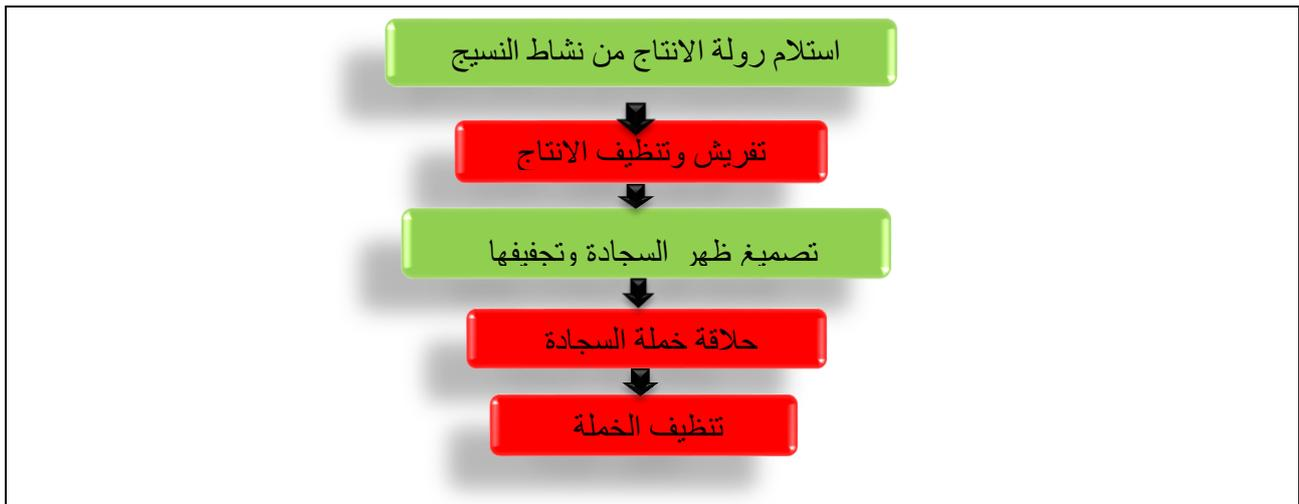 استلام رولة الانتاج من نشاط النسيج
تفريش وتنظيف الانتاج
تصميغ ظهر السجادة وتجفيفها
حلاقة خملة السجادة
تنظيف الخملة